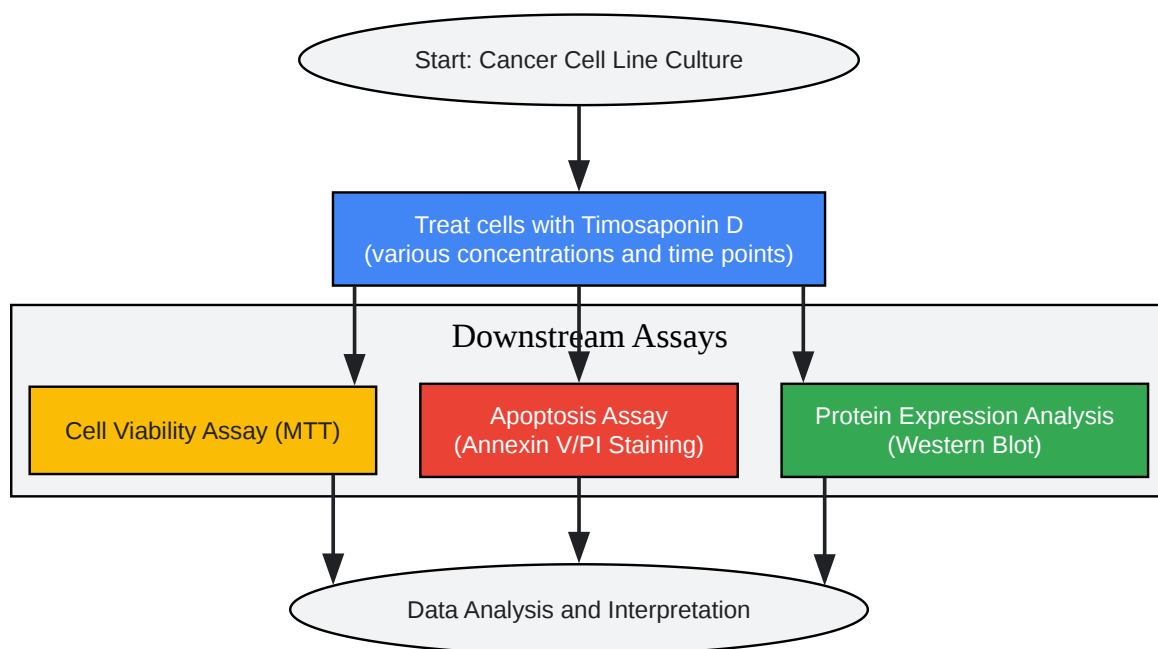 Start: Cancer Cell Line Culture
Treat cells with Timosaponin D
(various concentrations and time points)
Downstream Assays
Cell Viability Assay (MTT)
Apoptosis Assay
(Annexin V/PI Staining)
Protein Expression Analysis
(Western Blot)
Data Analysis and Interpretation